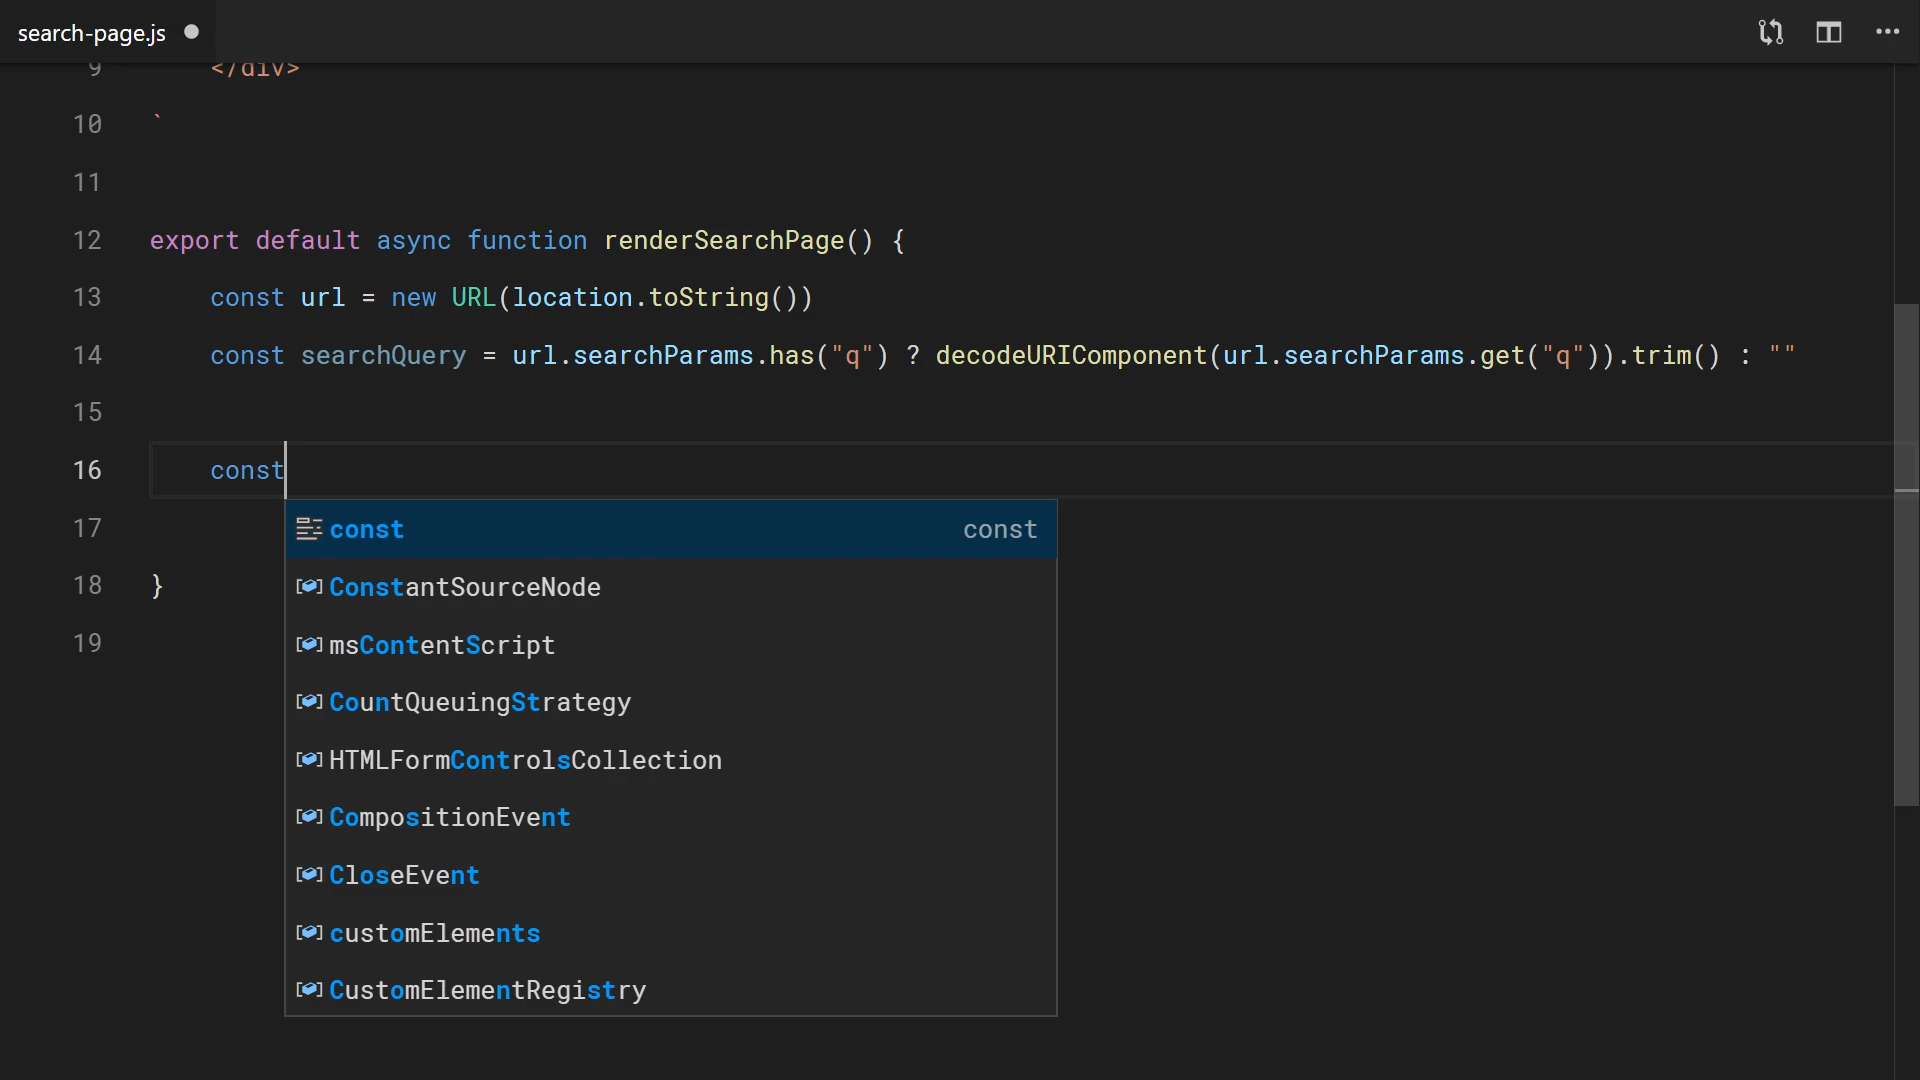 search-page.js
9 </div>
10 `
11
12 export default async function renderSearchPage() {
13 const url = new URL(location.toString())
14 const searchQuery = url.searchParams.has("q") ? decodeURIComponent(url.searchParams.get("q")).trim() : ""
15
16 const
17 const const
ConstantSourceNode
18 }
19 msContentScript
CountQueuingStrategy
HTMLFormControlsCollection
CompositionEvent
CloseEvent
customElements
CustomElementRegistry